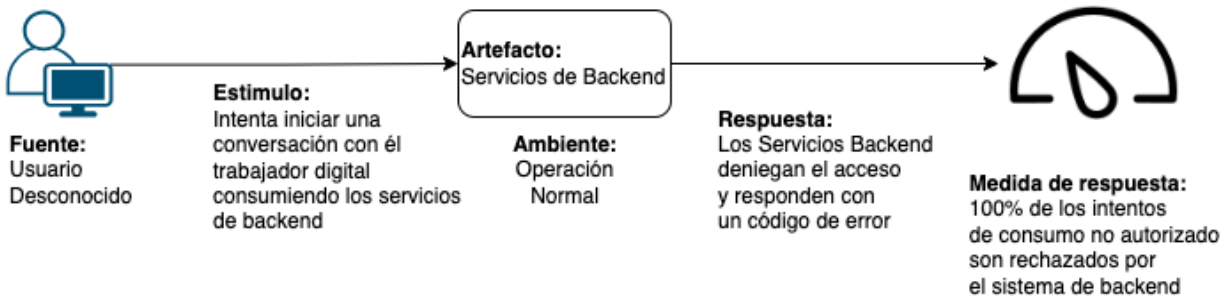 Artefacto:
Servicios de Backend
Estimulo:
Intenta iniciar una
conversación con él
trabajador digital
consumiendo los servicios
de backend
Fuente:
Usuario
Desconocido
Ambiente:
Operación
Normal
Respuesta:
Los Servicios Backend
deniegan el acceso
y responden con
un código de error
Medida de respuesta:
100% de los intentos
de consumo no autorizado
son rechazados por
el sistema de backend